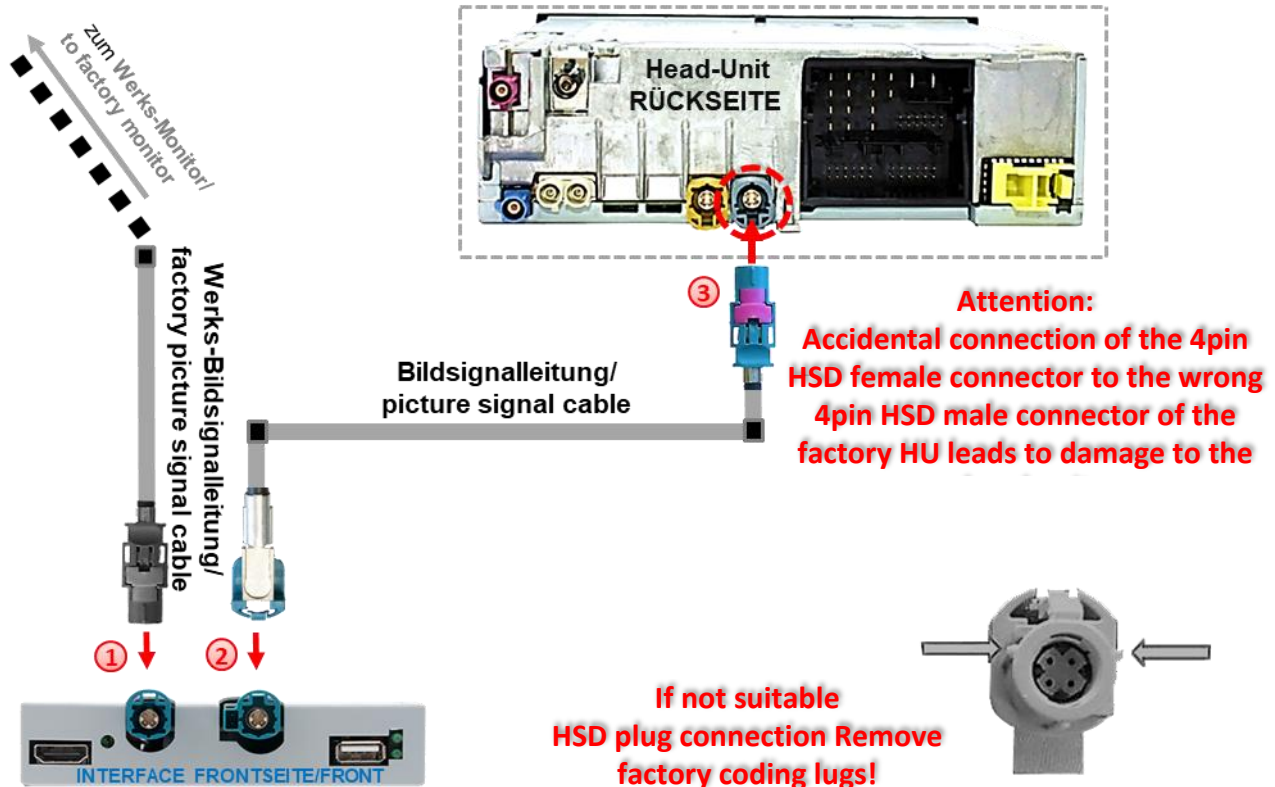 zum Werks-Monitor/
to factory monitor
Head-Unit
RÜCKSEITE
3
Attention:
Accidental connection of the 4pin
HSD female connector to the wrong
4pin HSD male connector of the
factory HU leads to damage to the
Bildsignalleitung/
picture signal cable
Werks-Bildsignalleitung/
factory picture signal cable
1
2
If not suitable
HSD plug connection Remove
factory coding lugs!
INTERFACE FRONTSEITE/FRONT